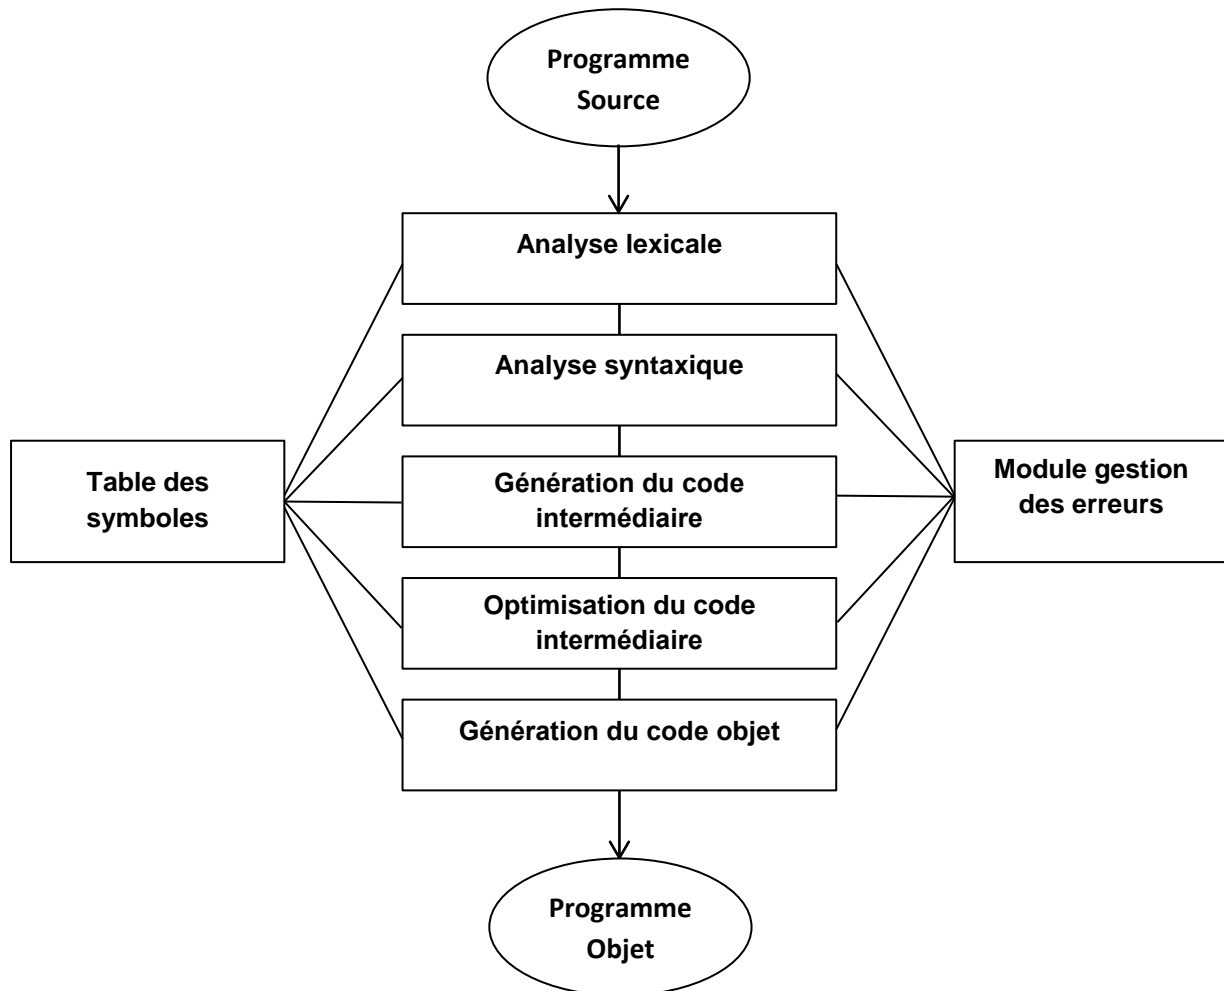 Programme
Source
Analyse lexicale
Analyse syntaxique
Table des
symboles
Génération du code
intermédiaire
Module gestion
des erreurs
Optimisation du code
intermédiaire
Génération du code objet
Programme
Objet